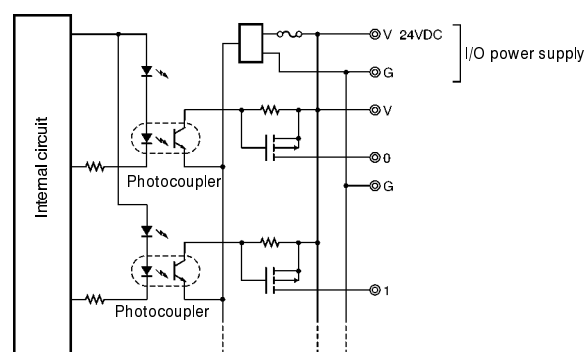 V 24VDC
I/O power supply
G
V
0
Photocoupler
G
Internal circuit
1
Photocoupler